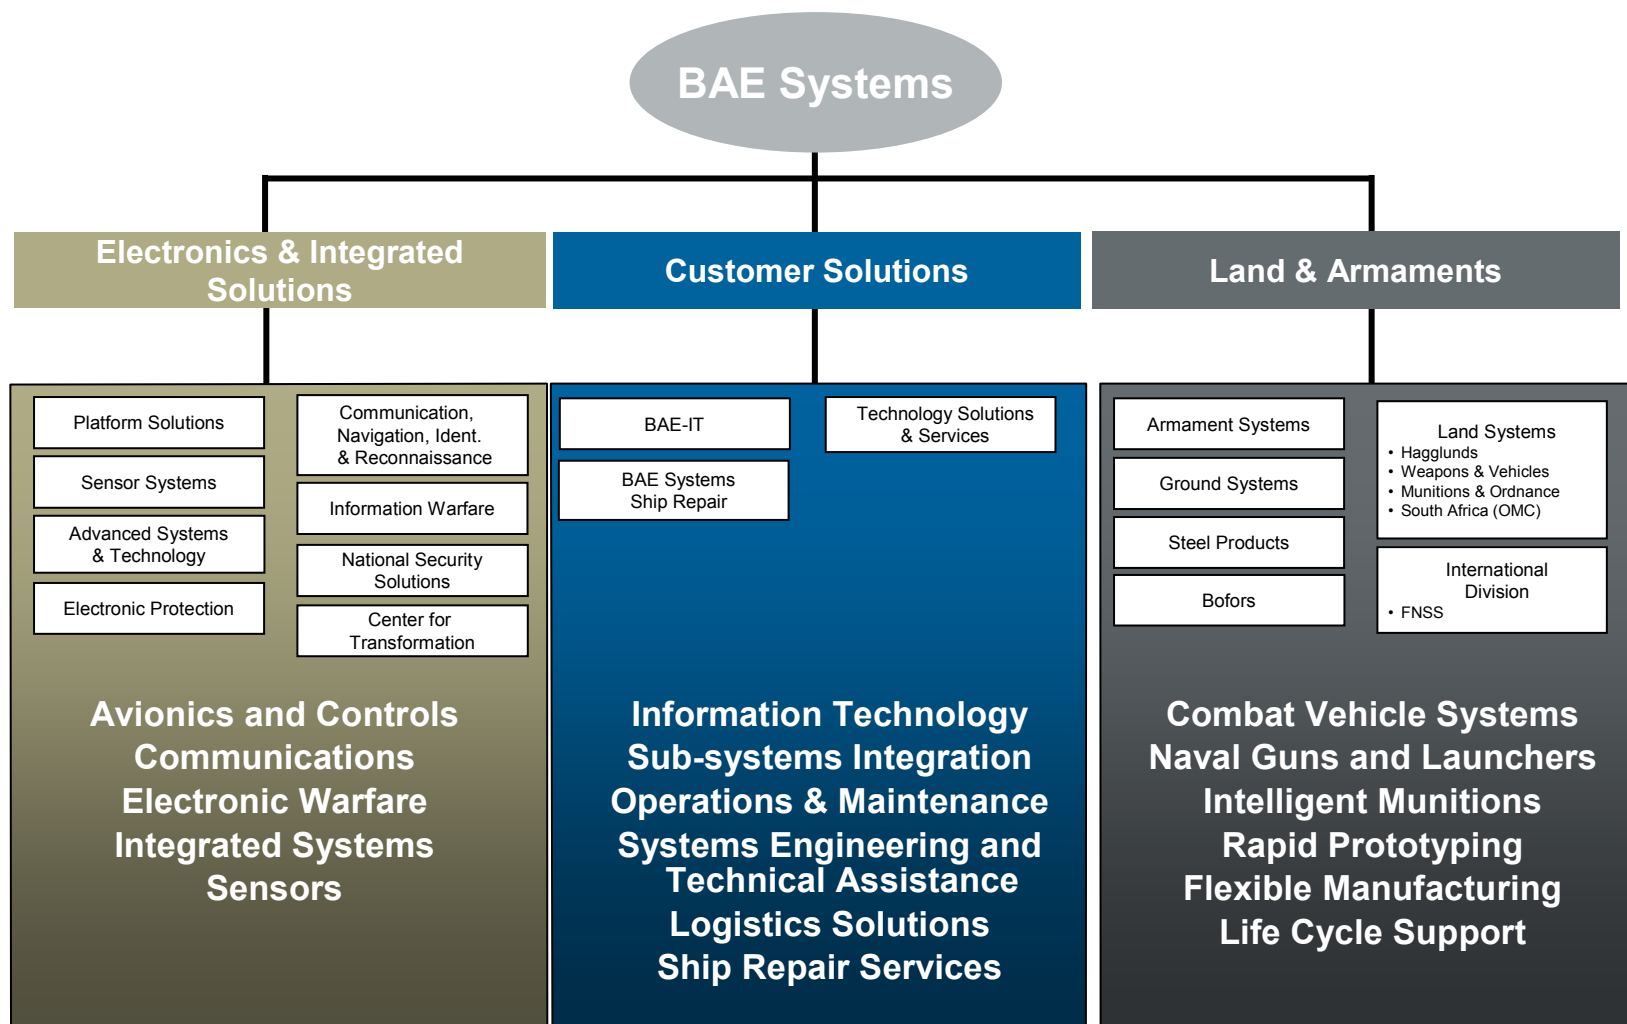 BAE Systems
Electronics & Integrated
Solutions
Customer Solutions
Land & Armaments
Platform Solutions
Sensor Systems
Advanced Systems
& Technology
Electronic Protection
Communication,
Navigation, Ident.
& Reconnaissance
Information Warfare
National Security
Solutions
Center for
Transformation
Avionics and Controls
Communications
Electronic Warfare
Integrated Systems
Sensors
BAE-IT
BAE Systems
Ship Repair
Technology Solutions
& Services
Information Technology
Sub-systems Integration
Operations & Maintenance
Systems Engineering and
Technical Assistance
Logistics Solutions
Ship Repair Services
Armament Systems
Ground Systems
Steel Products
Bofors
Land Systems
• Hagglunds
• Weapons & Vehicles
• Munitions & Ordnance
• South Africa (OMC)
International
Division
• FNSS
Combat Vehicle Systems
Naval Guns and Launchers
Intelligent Munitions
Rapid Prototyping
Flexible Manufacturing
Life Cycle Support